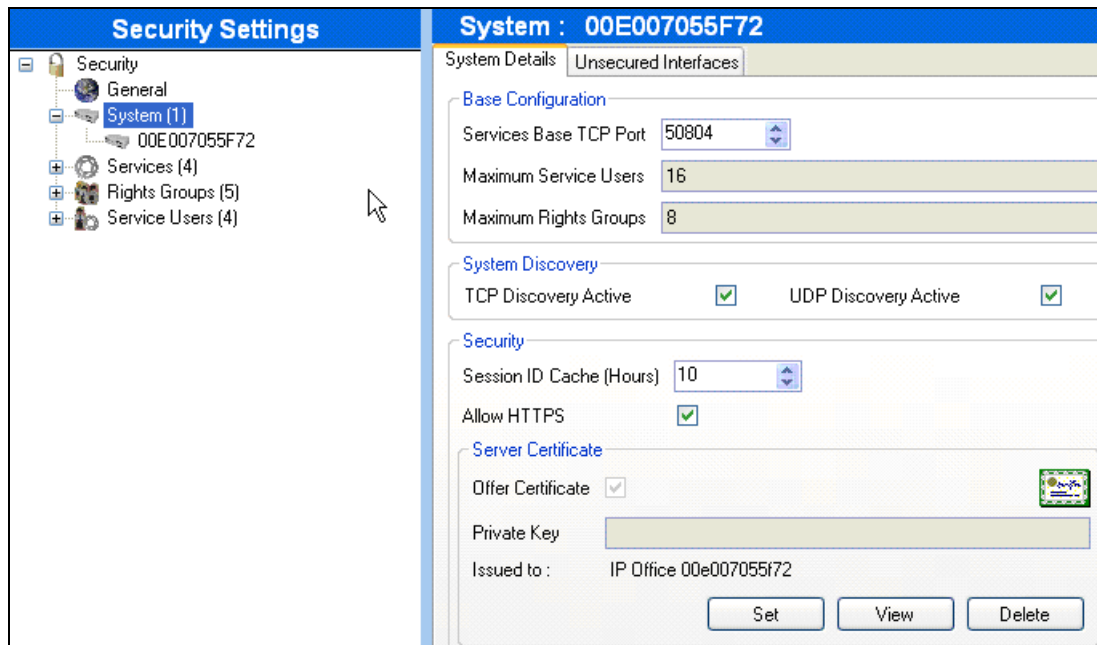 Security Settings
Security
General
System (1)
00E007055F72
Services (4)
Rights Groups (5)
Service Users (4)
System : 00E007055F72
System Details
Unsecured Interfaces
Base Configuration
Services Base TCP Port 50804
Maximum Service Users 16
Maximum Rights Groups 8
System Discovery
TCP Discovery Active UDP Discovery Active
Security
Session ID Cache (Hours) 10
Allow HTTPS
Server Certificate
Offer Certificate
Private Key
Issued to : IP Office 00e007055f72
Set View Delete